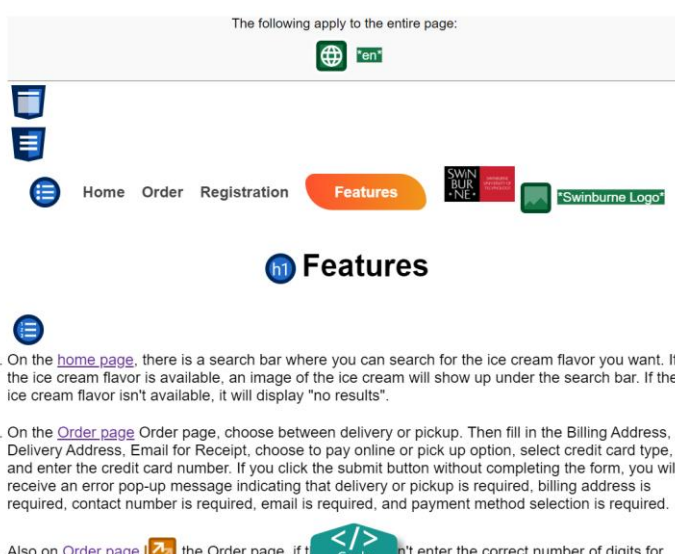 The following apply to the entire page:
*en*
Home Order Registration Features
SWIN
BUR
*NE*
*Swinburne Logo*
h1 Features
. On the home page, there is a search bar where you can search for the ice cream flavor you want. If
the ice cream flavor is available, an image of the ice cream will show up under the search bar. If the
ice cream flavor isn't available, it will display "no results".
. On the Order page Order page, choose between delivery or pickup. Then fill in the Billing Address,
Delivery Address, Email for Receipt, choose to pay online or pick up option, select credit card type,
and enter the credit card number. If you click the submit button without completing the form, you wil
receive an error pop-up message indicating that delivery or pickup is required, billing address is
required, contact number is required, email is required, and payment method selection is required.
Also on Order page the Order page, if t </> n't enter the correct number of digits for